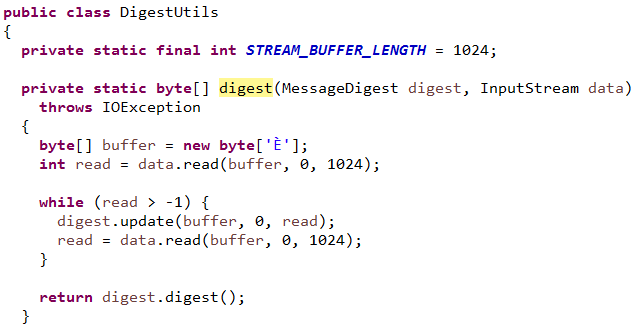 public class DigestUtils
{
  private static final int STREAM_BUFFER_LENGTH = 1024;
  private static byte[] digest(MessageDigest digest, InputStream data)
    throws IOException
  {
    byte[] buffer = new byte['È'];
    int read = data.read(buffer, 0, 1024);
    while (read > -1) {
      digest.update(buffer, 0, read);
      read = data.read(buffer, 0, 1024);
    }
    return digest.digest();
  }